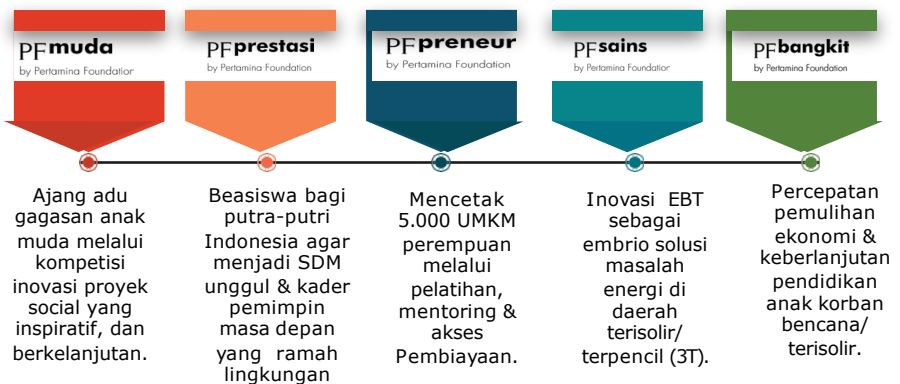 PFmuda
by Pertamina Foundation
Ajang adu
gagasan anak
muda melalui
kompetisi
inovasi proyek
social yang
inspiratif, dan
berkelanjutan.
PFprestasi
by Pertamina Foundation
Beasiswa bagi
putra-putri
Indonesia agar
menjadi SDM
unggul & kader
pemimpin
masa depan
yang ramah
lingkungan
PFpreneur
by Pertamina Foundation
Mencetak
5.000 UMKM
perempuan
melalui
pelatihan,
mentoring &
akses
Pembiayaan.
PFsains
by Pertamina Foundation
Inovasi EBT
sebagai
embrio solusi
masalah
energi di
daerah
terisolir/
terpencil (3T).
PFbangkit
by Pertamina Foundation
Percepatan
pemulihan
ekonomi &
keberlanjutan
pendidikan
anak korban
bencana/
terisolir.